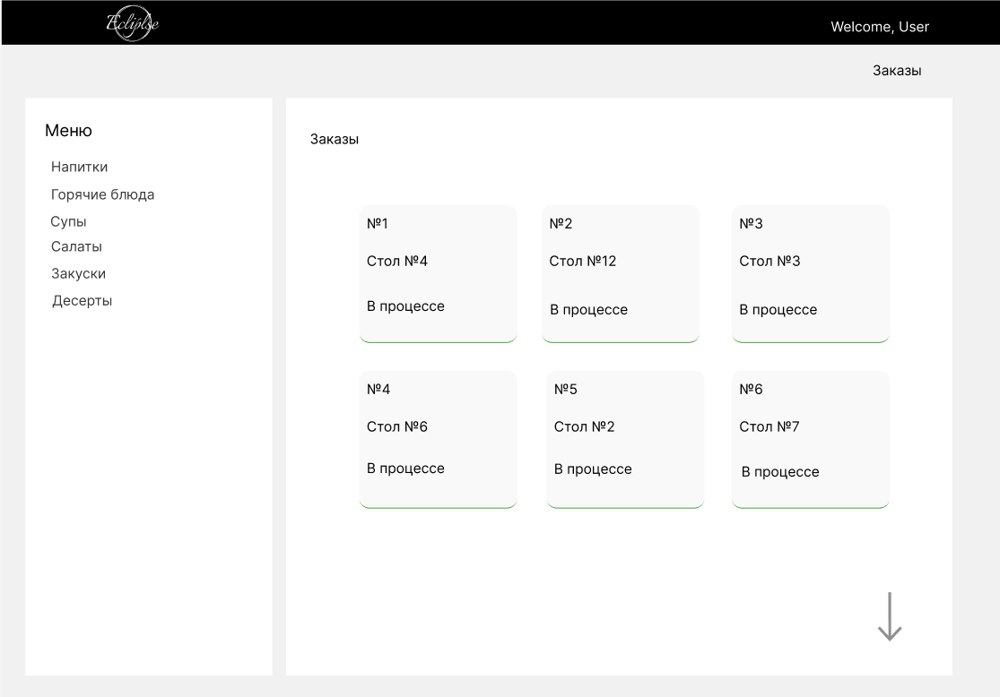 Ecliplse
Welcome, User
Заказы
Меню
Напитки
Горячие блюда
Супы
Салаты
Закуски
Десерты
Заказы
№1
Стол №4
В процессе
№2
Стол №12
В процессе
№3
Стол №3
В процессе
№4
Стол №6
В процессе
№5
Стол №2
В процессе
№6
Стол №7
В процессе